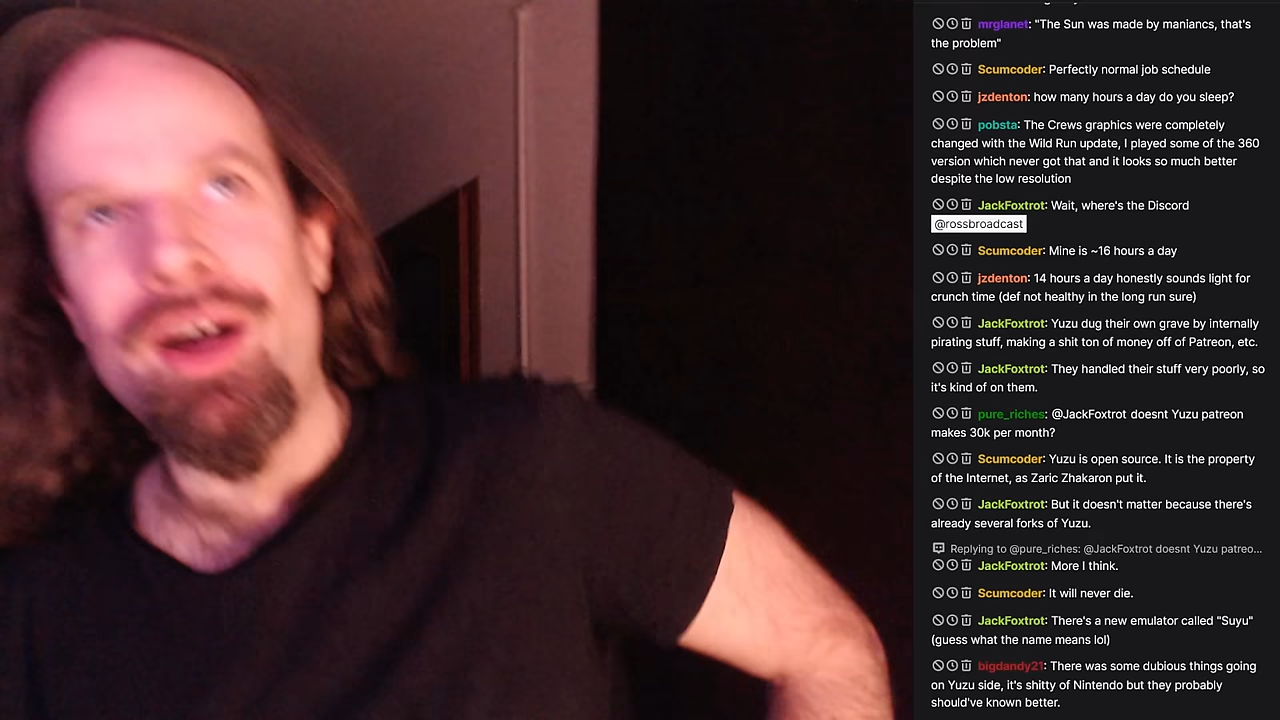 mrglanet: "The Sun was made by maniancs, that's
the problem"
Scumcoder: Perfectly normal job schedule
jzdenton: how many hours a day do you sleep?
pobsta: The Crews graphics were completely
changed with the Wild Run update, I played some of the 360
version which never got that and it looks so much better
despite the low resolution
JackFoxtrot: Wait, where's the Discord
@rossbroadcast
Scumcoder: Mine is ~16 hours a day
jzdenton: 14 hours a day honestly sounds light for
crunch time (def not healthy in the long run sure)
JackFoxtrot: Yuzu dug their own grave by internally
pirating stuff, making a shit ton of money off of Patreon, etc.
JackFoxtrot: They handled their stuff very poorly, so
it's kind of on them.
pure_riches: @JackFoxtrot doesnt Yuzu patreon
makes 30k per month?
Scumcoder: Yuzu is open source. It is the property
of the Internet, as Zaric Zhakaron put it.
JackFoxtrot: But it doesn't matter because there's
already several forks of Yuzu.
Replying to @pure_riches: @JackFoxtrot doesnt Yuzu patreo...
JackFoxtrot: More I think.
Scumcoder: It will never die.
JackFoxtrot: There's a new emulator called "Suyu"
(guess what the name means lol)
bigdandy21: There was some dubious things going
on Yuzu side, it's shitty of Nintendo but they probably
should've known better.